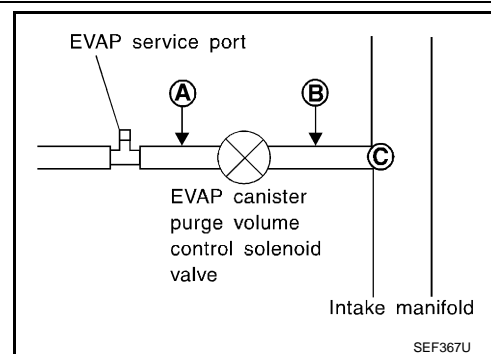 EVAP service port
A
B
C
EVAP canister
purge volume
control solenoid
valve
Intake manifold
SEF367U